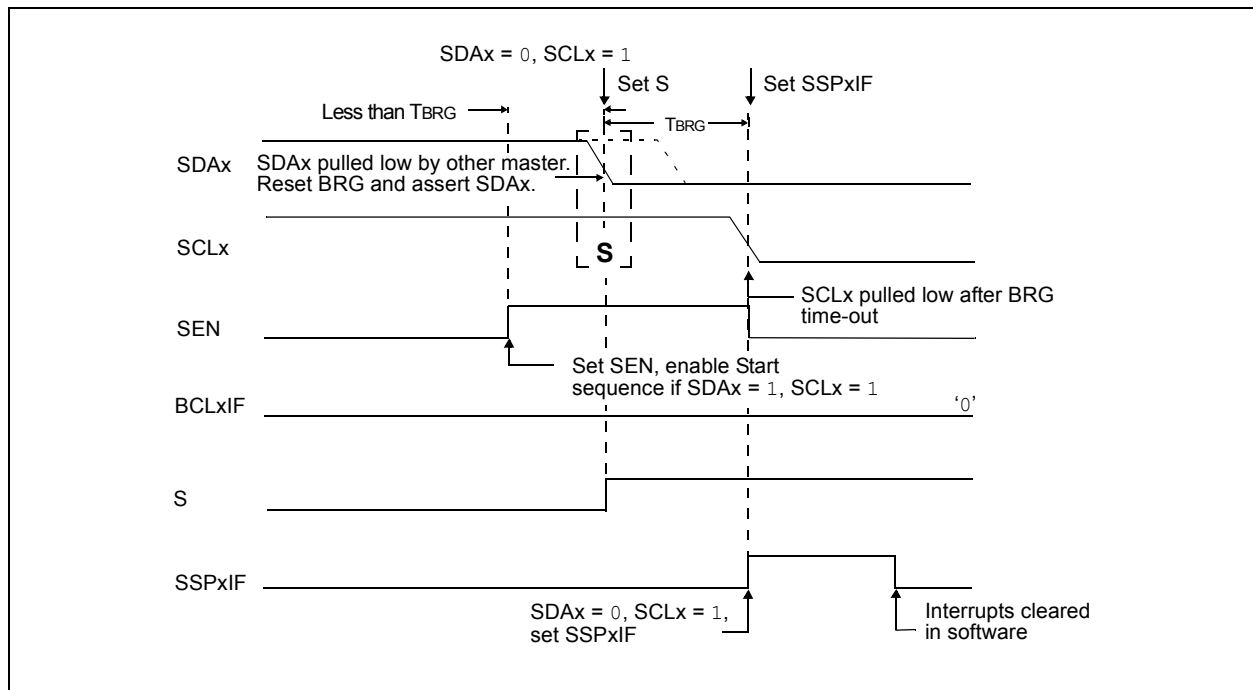 SDAx = 0, SCLx = 1
Set S
Set SSPxIF
Less than TBRG
TBRG
SDAx
SDAx pulled low by other master.
Reset BRG and assert SDAx.
SCLx
S
SCLx pulled low after BRG
time-out
SEN
Set SEN, enable Start
sequence if SDAx = 1, SCLx = 1
BCLxIF
‘0’
S
SSPxIF
SDAx = 0, SCLx = 1,
set SSPxIF
Interrupts cleared
in software